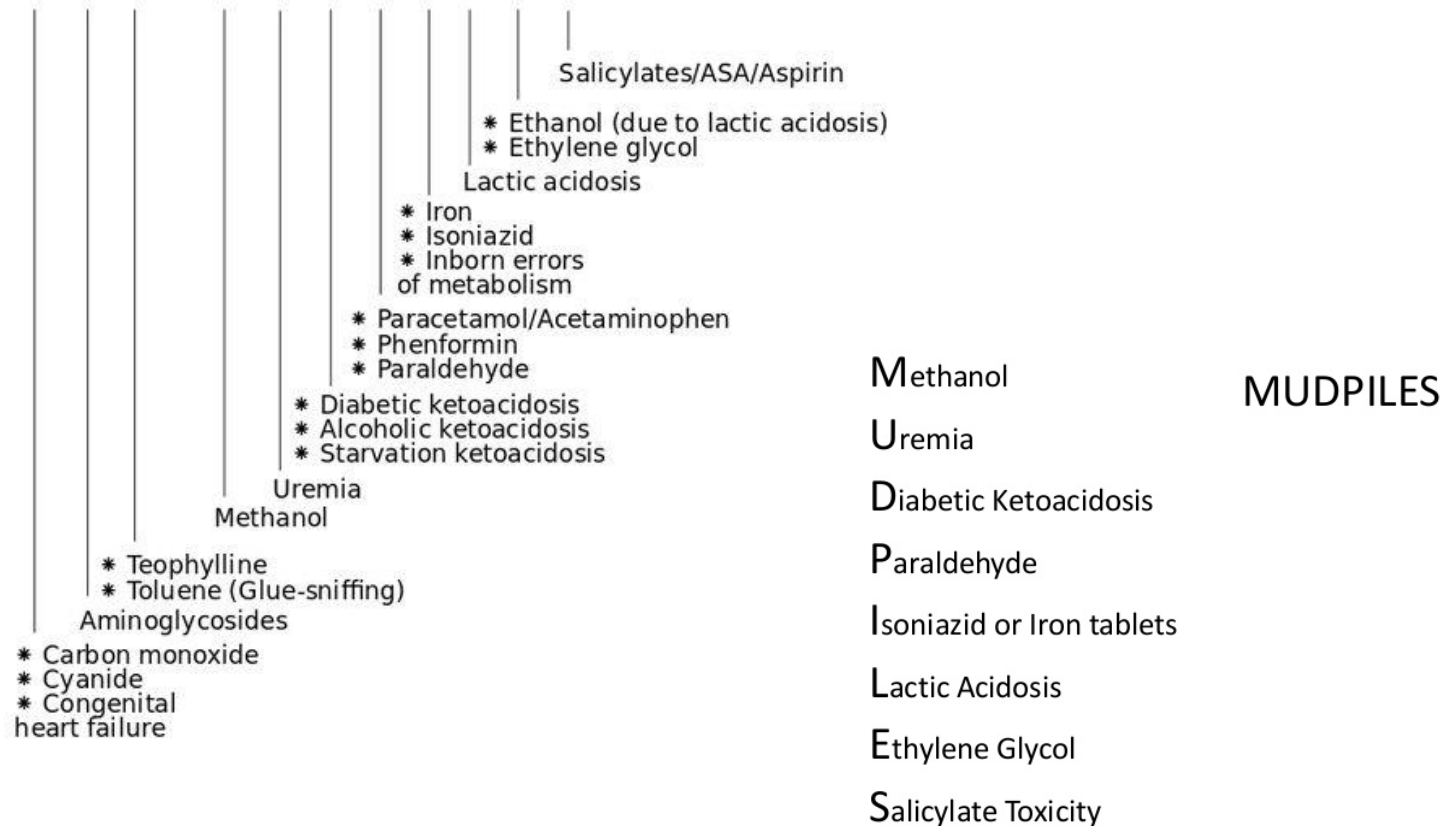 Salicylates/ASA/Aspirin
* Ethanol (due to lactic acidosis)
* Ethylene glycol
Lactic acidosis
* Iron
* Isoniazid
* Inborn errors
of metabolism
* Paracetamol/Acetaminophen
* Phenformin
* Paraldehyde
* Diabetic ketoacidosis
* Alcoholic ketoacidosis
* Starvation ketoacidosis
Uremia
Methanol
* Teophylline
* Toluene (Glue-sniffing)
Aminoglycosides
* Carbon monoxide
* Cyanide
* Congenital
heart failure
Methanol
Uremia
Diabetic Ketoacidosis
Paraldehyde
Isoniazid or Iron tablets
Lactic Acidosis
Ethylene Glycol
Salicylate Toxicity
MUDPILES